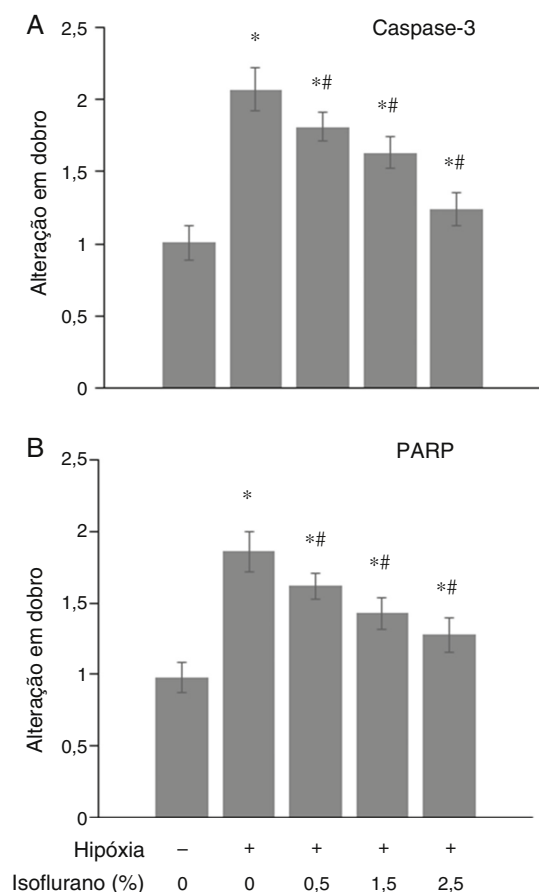 A
Caspase-3
Alteração em dobro
2,5
2
1,5
1
0,5
0
*
*#
*#
*#
B
PARP
Alteração em dobro
2,5
2
1,5
1
0,5
0
*
*#
*#
*#
Hipóxia – + + + +
Isoflurano (%) 0 0 0,5 1,5 2,5